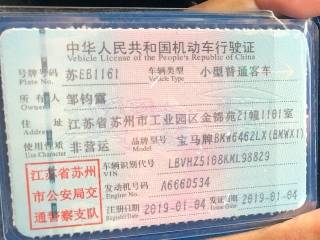 中华人民共和国机动车行驶证
Vehicle License of the People's Republic of China
号牌号码 苏EB1161 车辆类型 小型普通客车
Plate No. Vehicle Type
所有人 邹钧露
Owner
住址 江苏省苏州市工业园区金锦苑21幢1101室
Address
使用性质 非营运 品牌型号 宝马牌BMW6462LX(BMWX1)
Use Character Model
江苏省苏州
市公安局交
通警察支队
车辆识别代号 LBVHZ5108KML98829
VIN
发动机号码 A6660534
Engine No.
注册日期 2019-01-04 发证日期 2019-01-04
Register Date Issue Date